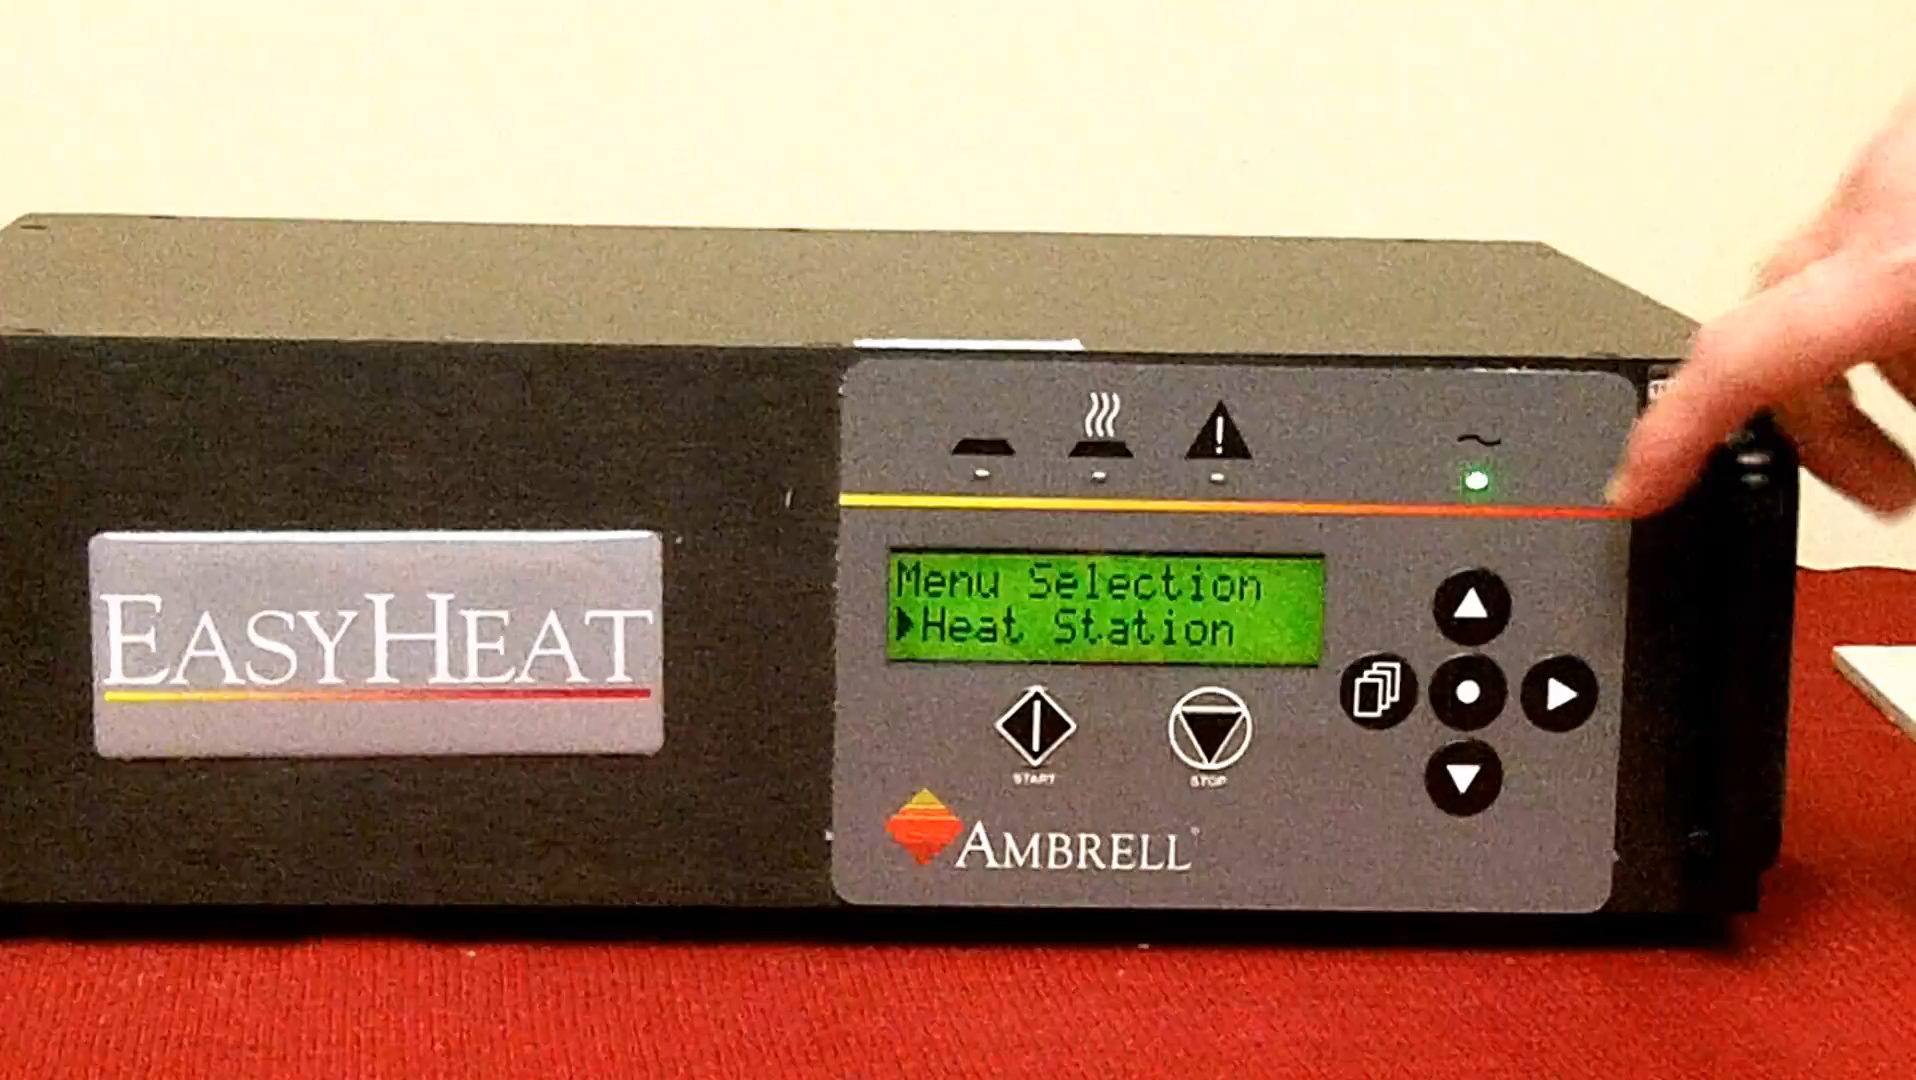 EASYHEAT
Menu Selection
Heat Station
START
STOP
AMBRELL